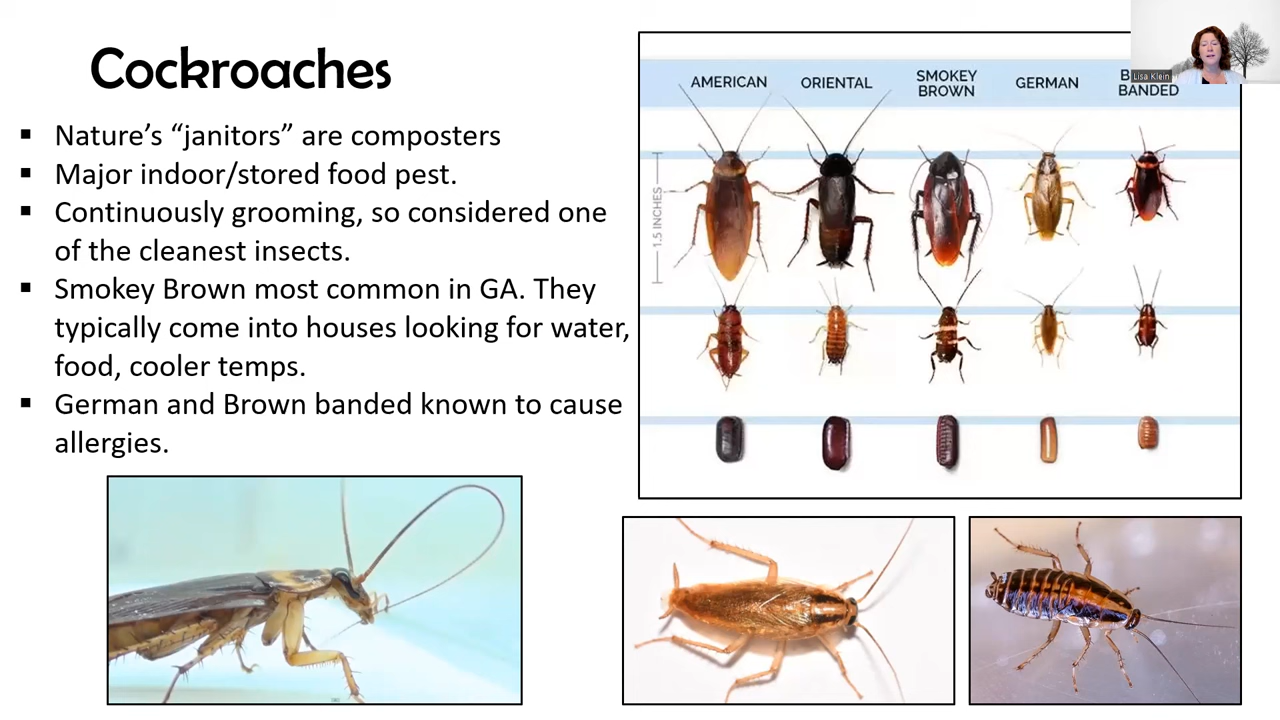 Cockroaches
▪ Nature’s “janitors” are composters
▪ Major indoor/stored food pest.
▪ Continuously grooming, so considered one
of the cleanest insects.
▪ Smokey Brown most common in GA. They
typically come into houses looking for water,
food, cooler temps.
▪ German and Brown banded known to cause
allergies.
AMERICAN
ORIENTAL
SMOKEY
BROWN
GERMAN
BANDED
1.5 INCHES
Lisa Klein